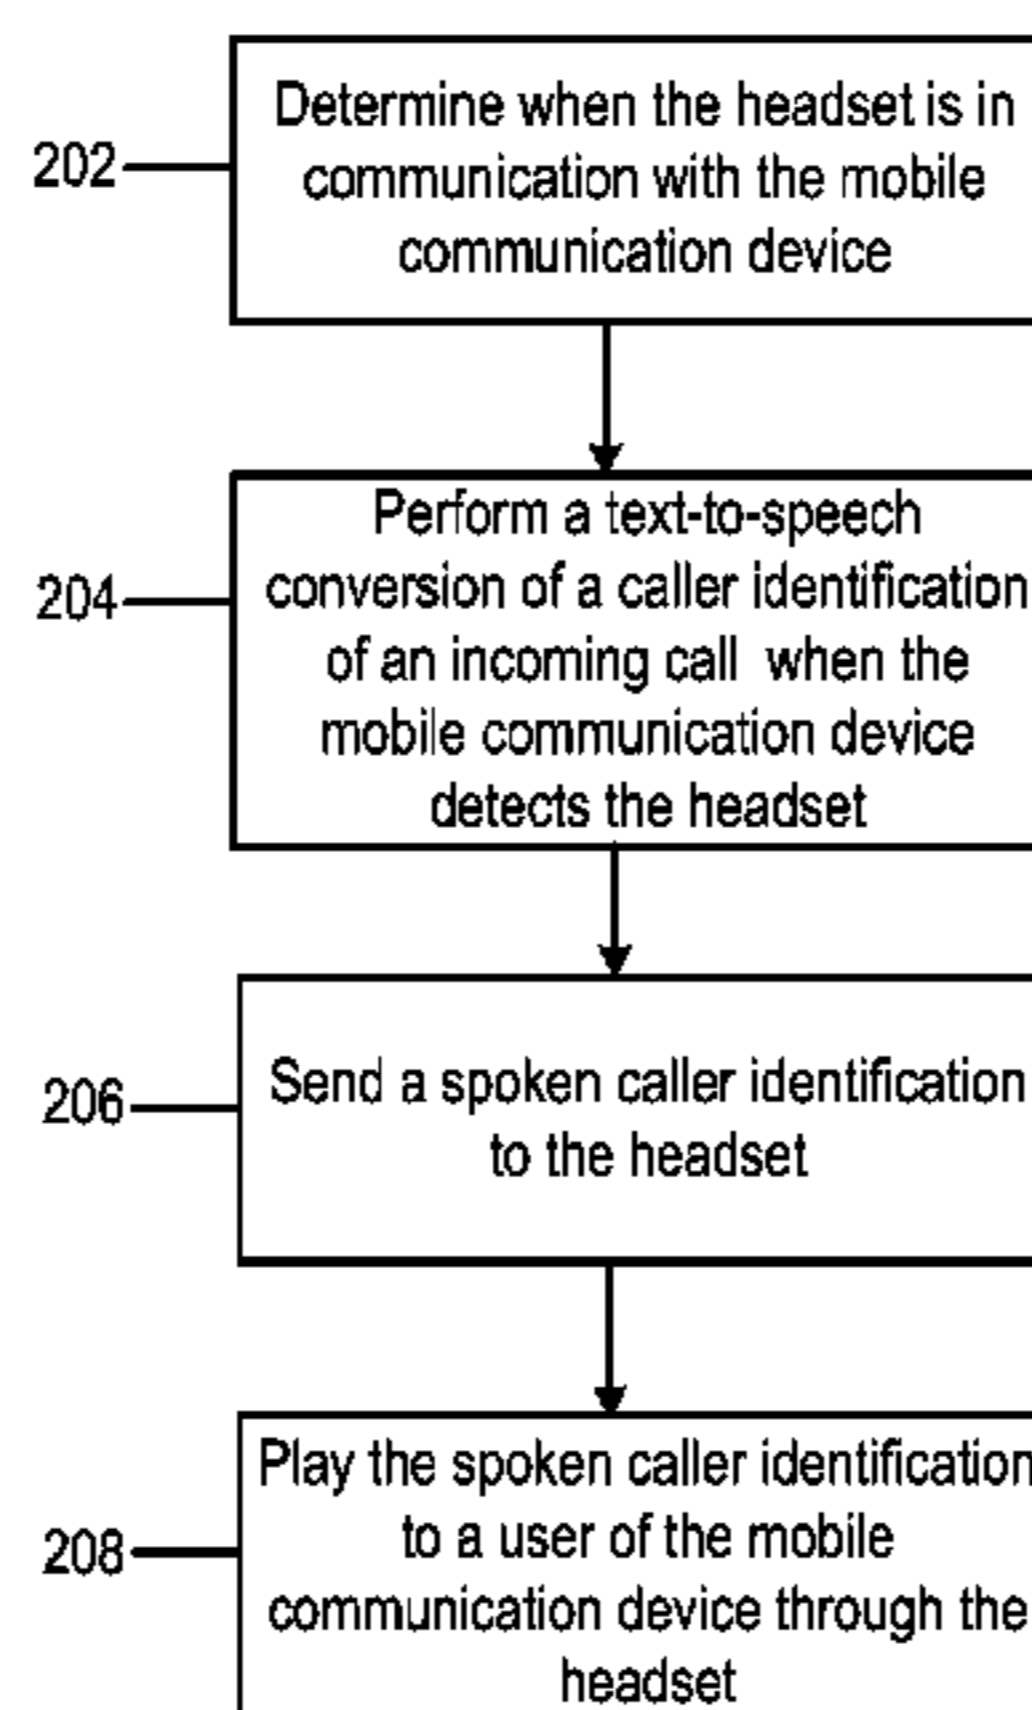 Determine when the headset is in
202
communication with the mobile
communication device
Perform a text-to-speech
204
conversion of a caller identification
of an incoming call when the
mobile communication device
detects the headset
206
Send a spoken caller identification
to the headset
Play the spoken caller identification
to a user of the mobile
208
communication device through the
headset